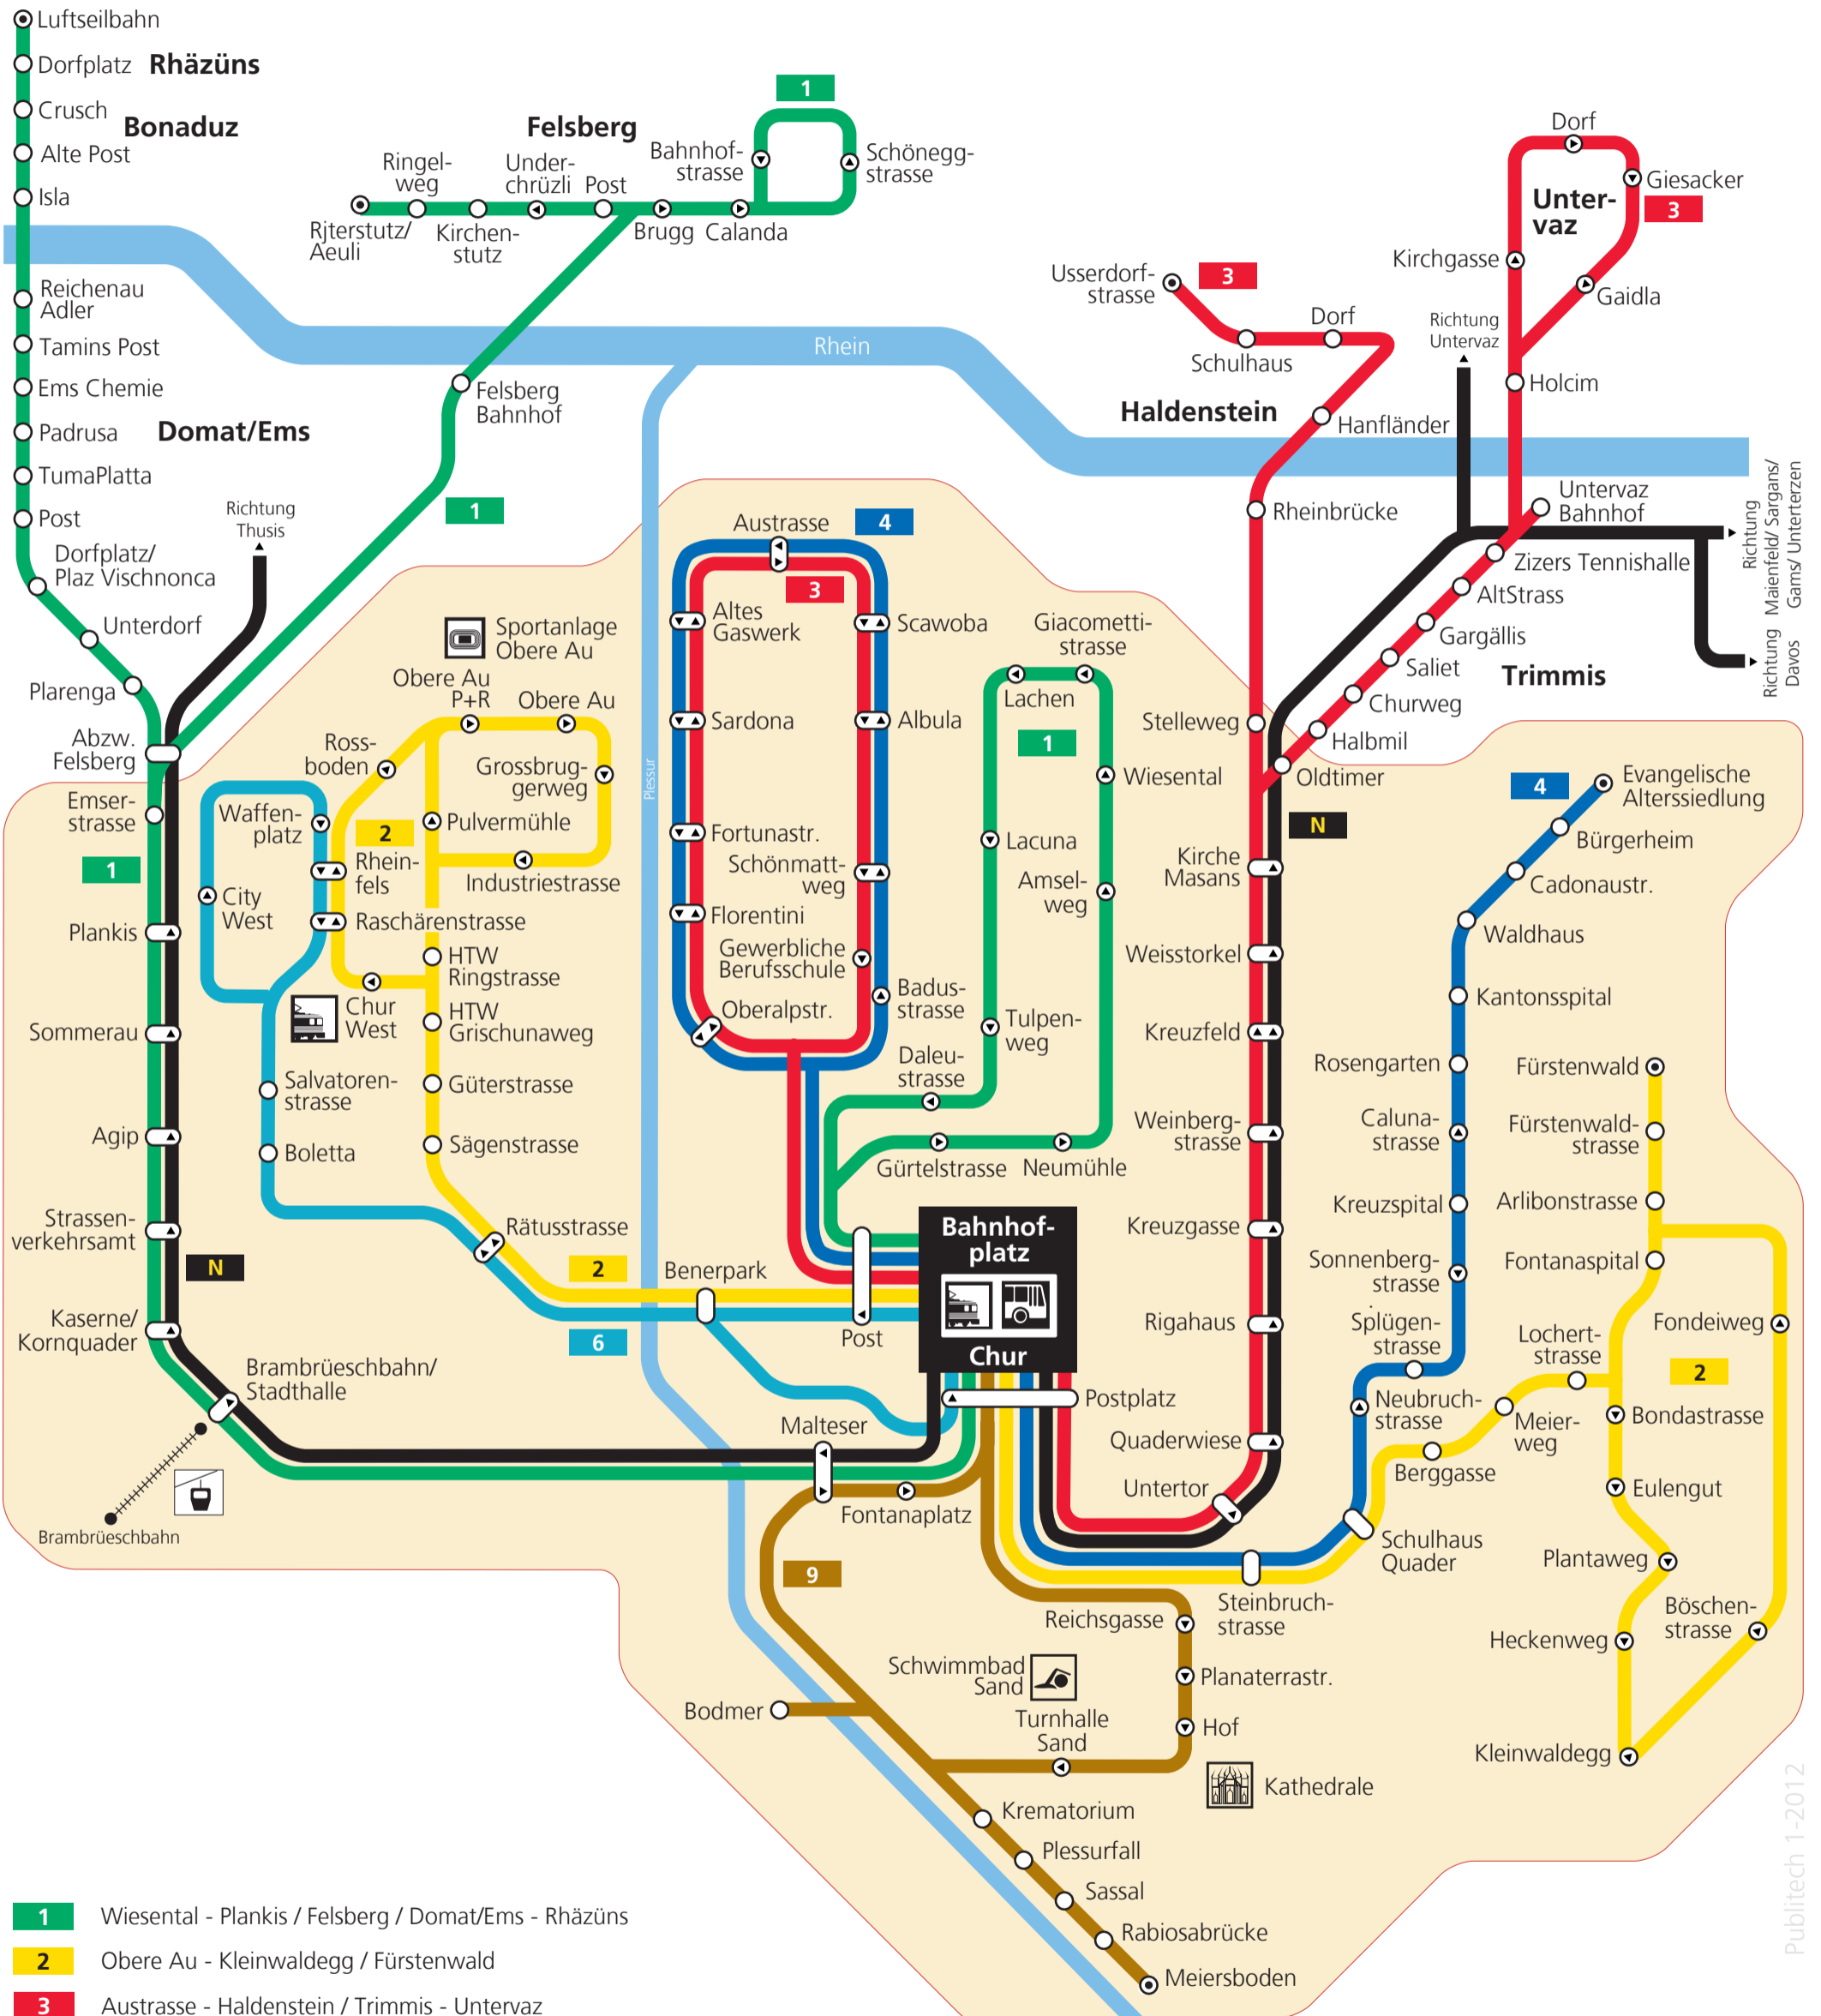 Luftseilbahn
Dorfplatz
Rhäzüns
Crusch
Bonaduz
Alte Post
Isla
Reichenau
Adler
Tamins Post
Ems Chemie
Padrusa
Domat/Ems
TumaPlatta
Post
Dorfplatz/
Plaz Vischnonca
Unterdorf
Plarenga
Abzw.
Felsberg
Richtung
Thusis
Felsberg
1
Ringel-
weg
Under-
chrüzli
Post
Bahnhof-
strasse
Schönegg-
strasse
Rjterstutz/
Aeuli
Kirchen-
stutz
Brugg
Calanda
Felsberg
Bahnhof
1
Rhein
Plessur
Usserdorf-
strasse
3
Schulhaus
Dorf
Haldenstein
Hanfländer
Rheinbrücke
Stelleweg
Dorf
Giesacker
3
Unter-
vaz
Kirchgasse
Gaidla
Richtung
Untervaz
Holcim
Untervaz
Bahnhof
Zizers Tennishalle
AltStrass
Gargällis
Saliet
Trimmis
Churweg
Halbmil
Oldtimer
Richtung
Maienfeld/ Sargans/
Gams/ Unterterzen
Richtung
Davos
Emser-
strasse
1
Plankis
Sommerau
Agip
Strassen-
verkehrsamt
N
Kaserne/
Kornquader
Brambrüeschbahn/
Stadthalle
Brambrüeschbahn
Sportanlage
Obere Au
Obere Au
P+R
Obere Au
Ross-
boden
Grossbrug-
gerweg
Waffen-
platz
2
Pulvermühle
Rhein-
fels
Industriestrasse
City
West
Raschärenstrasse
HTW
Ringstrasse
Chur
West
HTW
Grischunaweg
Salvatoren-
strasse
Güterstrasse
Boletta
Sägenstrasse
Rätusstrasse
2
6
Benerpark
Austrasse
4
3
Altes
Gaswerk
Scawoba
Sardona
Albula
Fortunastr.
Schönmatt-
weg
Florentini
Gewerbliche
Berufsschule
Oberalpstr.
Badus-
strasse
Giacometti-
strasse
Lachen
1
Wiesental
Lacuna
Amsel-
weg
Tulpen-
weg
Daleu-
strasse
Gürtelstrasse
Neumühle
Post
Bahnhof-
platz
Chur
Postplatz
Malteser
Fontanaplatz
N
Kirche
Masans
Weisstorkel
Kreuzfeld
Weinberg-
strasse
Kreuzgasse
Rigahaus
Quaderwiese
Untertor
4
Evangelische
Alterssiedlung
Bürgerheim
Cadonaustr.
Waldhaus
Kantonsspital
Rosengarten
Caluna-
strasse
Kreuzspital
Sonnenberg-
strasse
Splügen-
strasse
Neubruch-
strasse
Schulhaus
Quader
Steinbruch-
strasse
Fürstenwald
Fürstenwald-
strasse
Arlibonstrasse
Fontanaspital
Fondeiweg
Lochert-
strasse
2
Meier-
weg
Berggasse
Bondastrasse
Eulengut
Plantaweg
Böschen-
strasse
Heckenweg
Kleinwaldegg
9
Reichsgasse
Planaterrastr.
Schwimmbad
Sand
Turnhalle
Sand
Hof
Kathedrale
Bodmer
Krematorium
Plessurfall
Sassal
Rabiosabrücke
Meiersboden
Publitech 1-2012
1 Wiesental - Plankis / Felsberg / Domat/Ems - Rhäzüns
2 Obere Au - Kleinwaldegg / Fürstenwald
3 Austrasse - Haldenstein / Trimmis - Untervaz